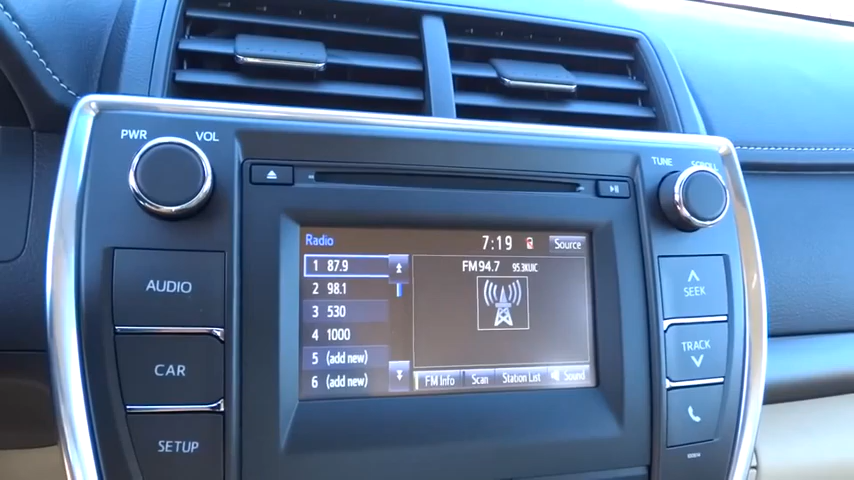 PWR VOL
TUNE SCROLL
Radio 7:19 Source
1 87.9 FM 94.7 95.3KUIC
2 98.1
3 530
4 1000
5 (add new)
6 (add new)
FM Info Scan Station List Sound
AUDIO
CAR
SETUP
SEEK
TRACK